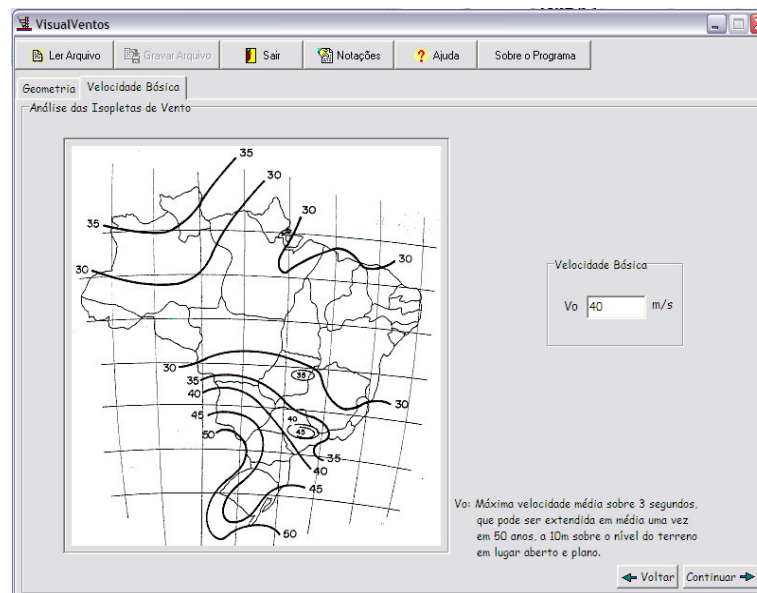 VisualVentos
Ler Arquivo Gravar Arquivo Sair Notações Ajuda Sobre o Programa
Geometria Velocidade Básica
Análise das Isopletas de Vento
35
30
35
30
30
30
30
35
35
40
45
50
40
45
30
35
40
45
50
Velocidade Básica
Vo 40 m/s
Vo: Máxima velocidade média sobre 3 segundos,
que pode ser extendida em média uma vez
em 50 anos, a 10m sobre o nível do terreno
em lugar aberto e plano.
Voltar Continuar